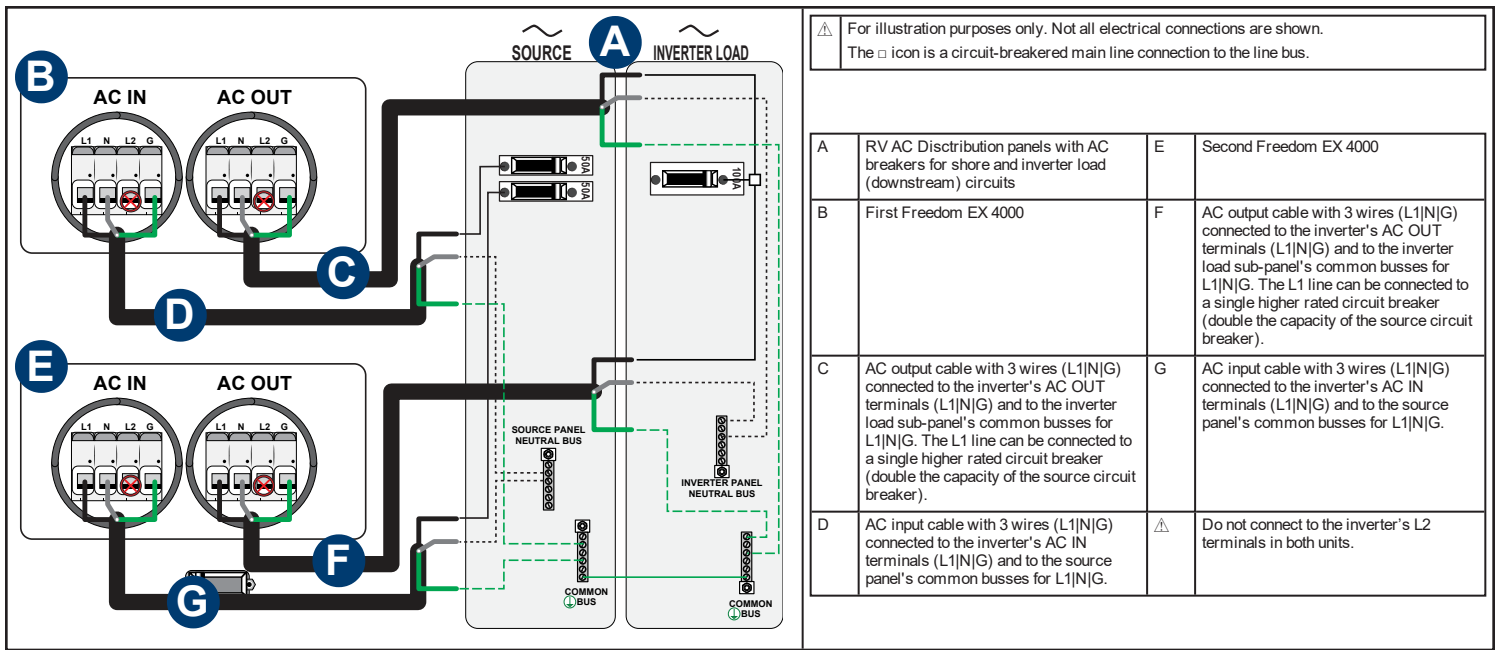 SOURCE
A
INVERTER LOAD
B
AC IN
AC OUT
L1 N L2 G
L1 N L2 G
50A
50A
100A
C
D
E
AC IN
AC OUT
L1 N L2 G
L1 N L2 G
SOURCE PANEL
NEUTRAL BUS
INVERTER PANEL
NEUTRAL BUS
F
G
COMMON
BUS
COMMON
BUS
⚠ For illustration purposes only. Not all electrical connections are shown.
The □ icon is a circuit-breakered main line connection to the line bus.
A
RV AC Disctribution panels with AC
breakers for shore and inverter load
(downstream) circuits
E
Second Freedom EX 4000
B
First Freedom EX 4000
F
AC output cable with 3 wires (L1|N|G)
connected to the inverter's AC OUT
terminals (L1|N|G) and to the inverter
load sub-panel's common busses for
L1|N|G. The L1 line can be connected to
a single higher rated circuit breaker
(double the capacity of the source circuit
breaker).
C
AC output cable with 3 wires (L1|N|G)
connected to the inverter's AC OUT
terminals (L1|N|G) and to the inverter
load sub-panel's common busses for
L1|N|G. The L1 line can be connected to
a single higher rated circuit breaker
(double the capacity of the source circuit
breaker).
G
AC input cable with 3 wires (L1|N|G)
connected to the inverter's AC IN
terminals (L1|N|G) and to the source
panel's common busses for L1|N|G.
D
AC input cable with 3 wires (L1|N|G)
connected to the inverter's AC IN
terminals (L1|N|G) and to the source
panel's common busses for L1|N|G.
⚠
Do not connect to the inverter’s L2
terminals in both units.